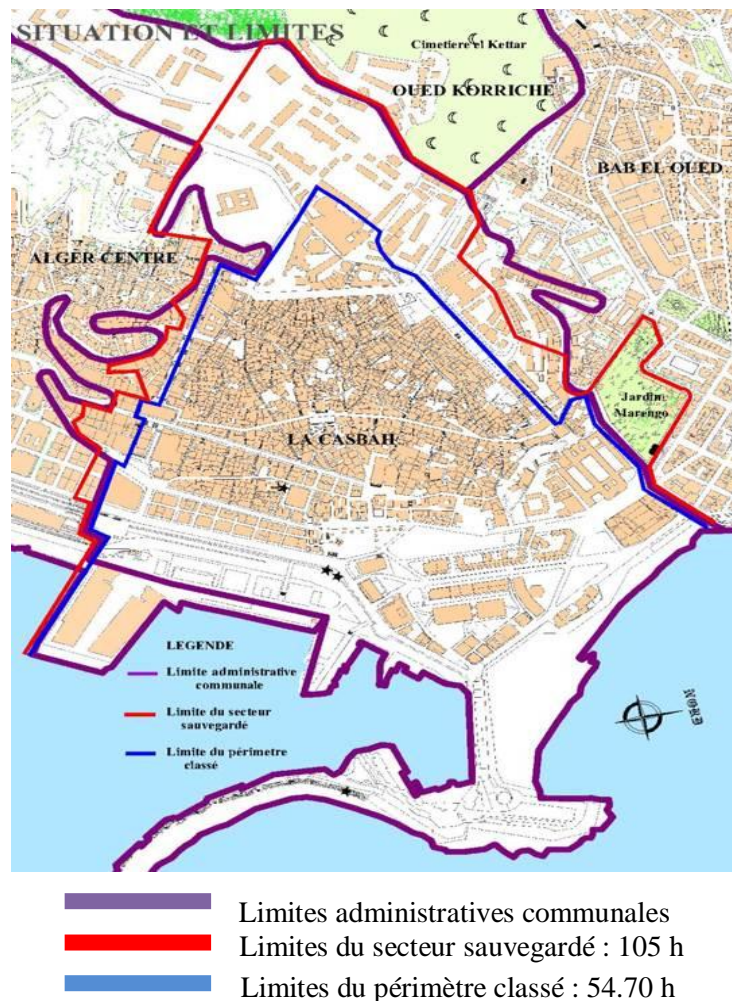 SITUATION ET LIMITES
Cimetiere el Kettar
OUED KORRICHE
BAB EL OUED
ALGER CENTRE
Jardin
Marengo
LA CASBAH
LEGENDE
Limite administrative
communale
Limite du secteur
sauvegardé
Limite du périmetre
classé
NORD
Limites administratives communales
Limites du secteur sauvegardé : 105 h
Limites du périmètre classé : 54.70 h